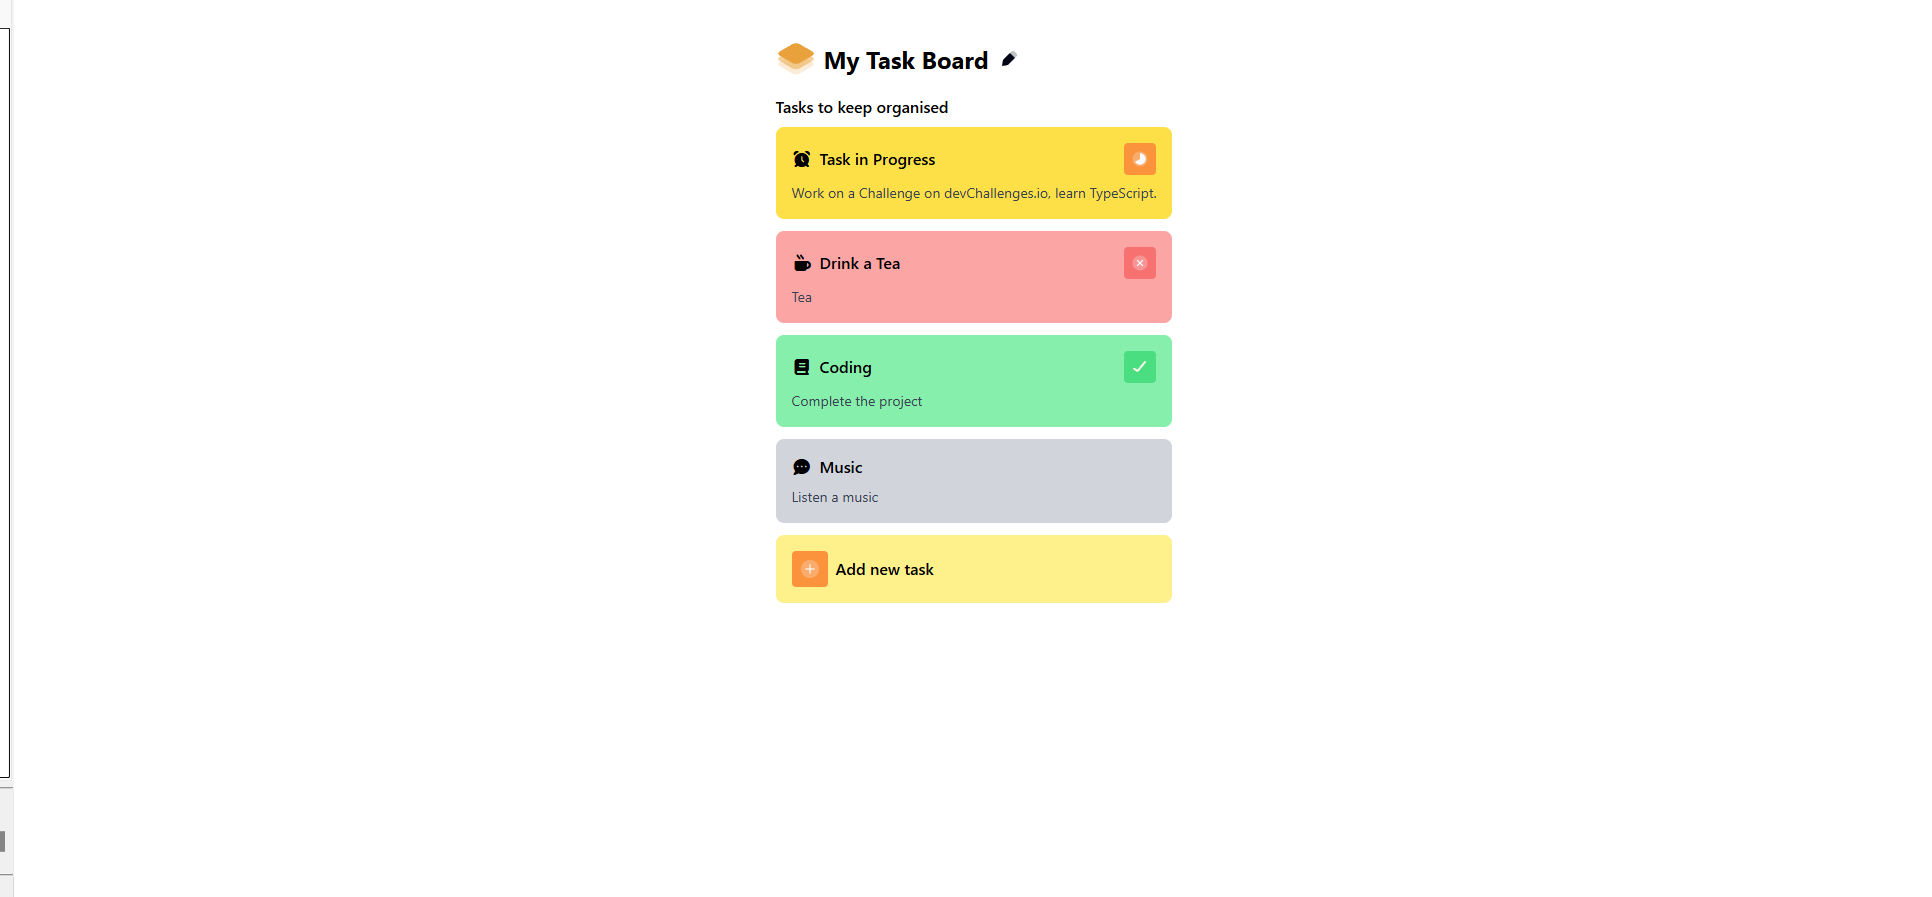 My Task Board
Tasks to keep organised
Task in Progress
Work on a Challenge on devChallenges.io, learn TypeScript.
Drink a Tea
Tea
Coding
Complete the project
Music
Listen a music
Add new task